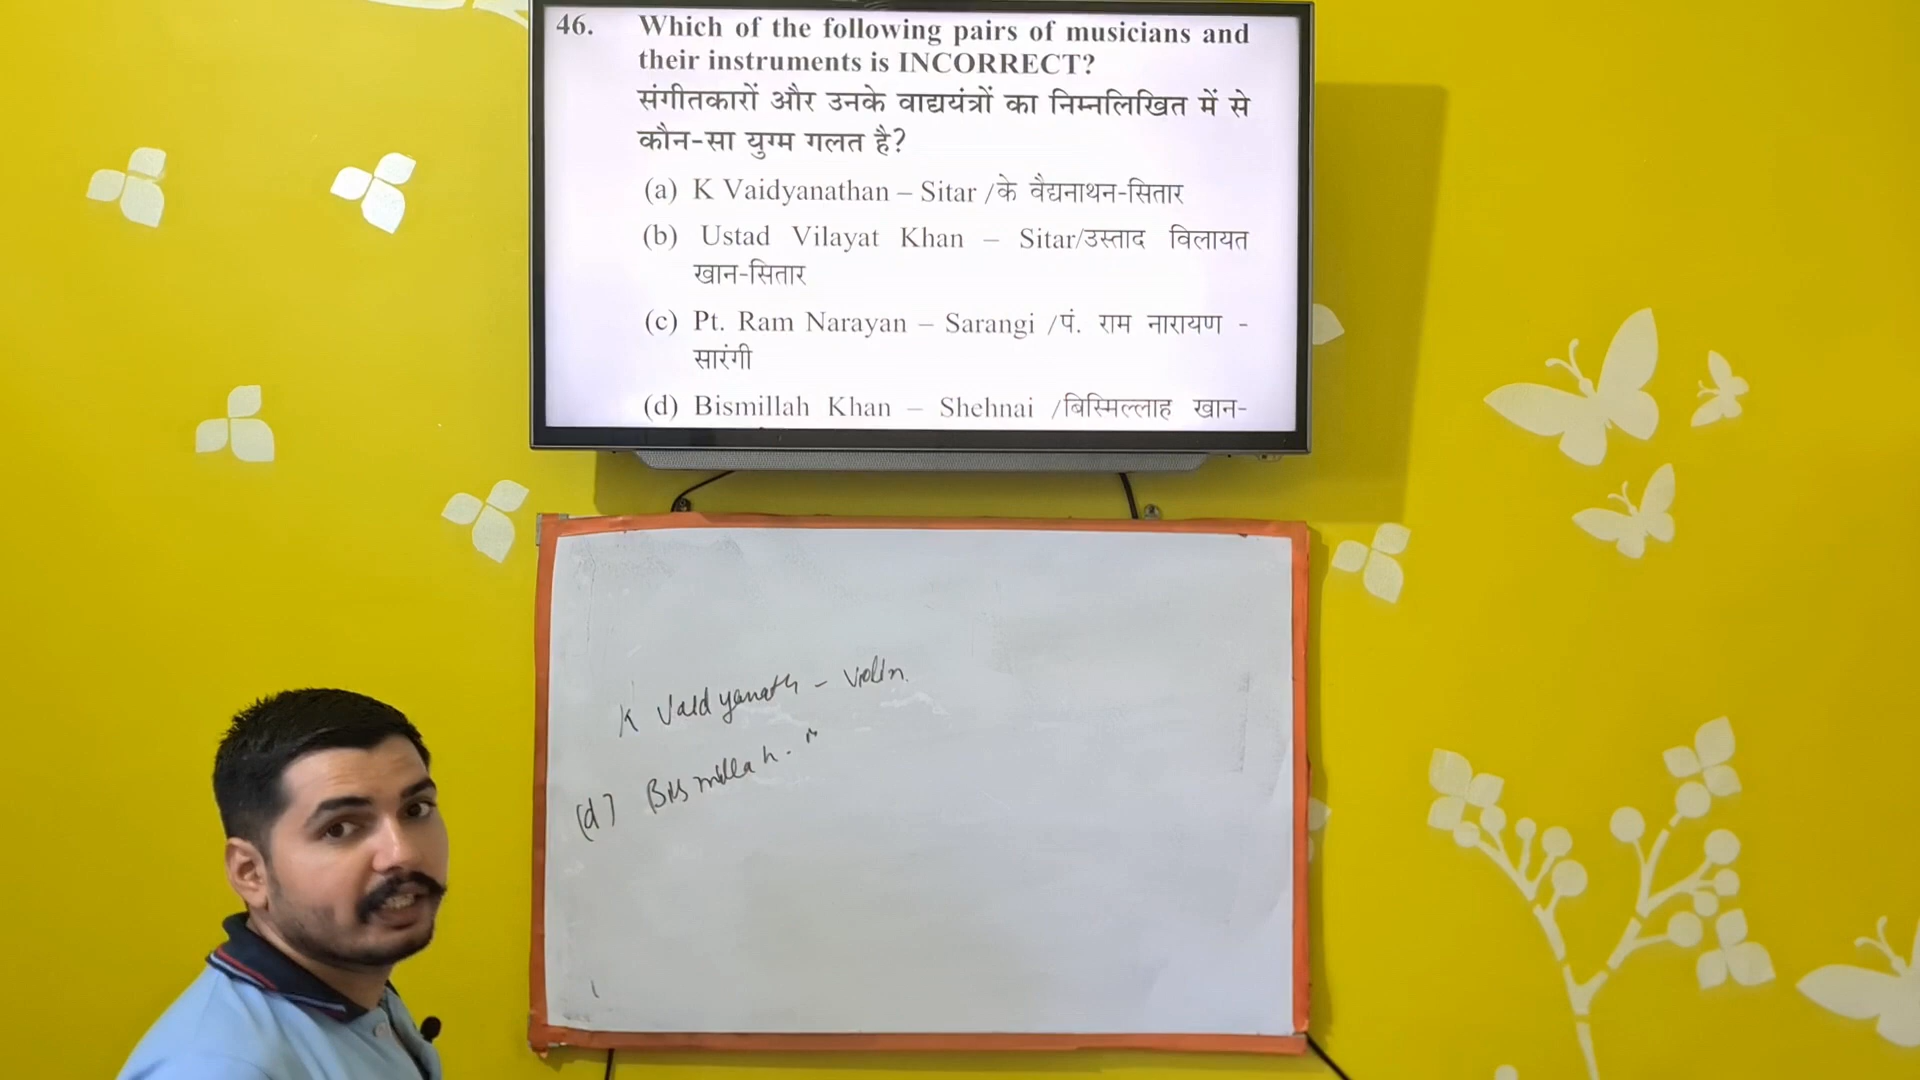 46. Which of the following pairs of musicians and
their instruments is INCORRECT?
संगीतकारों और उनके वाद्ययंत्रों का निम्नलिखित में से
कौन-सा युग्म गलत है?
(a) K Vaidyanathan – Sitar /के वैद्यनाथन-सितार
(b) Ustad Vilayat Khan – Sitar/उस्ताद विलायत
खान-सितार
(c) Pt. Ram Narayan – Sarangi /पं. राम नारायण -
सारंगी
(d) Bismillah Khan – Shehnai /बिस्मिल्लाह खान-
K Vaidyanath - Violin.
(d) Bismillah.